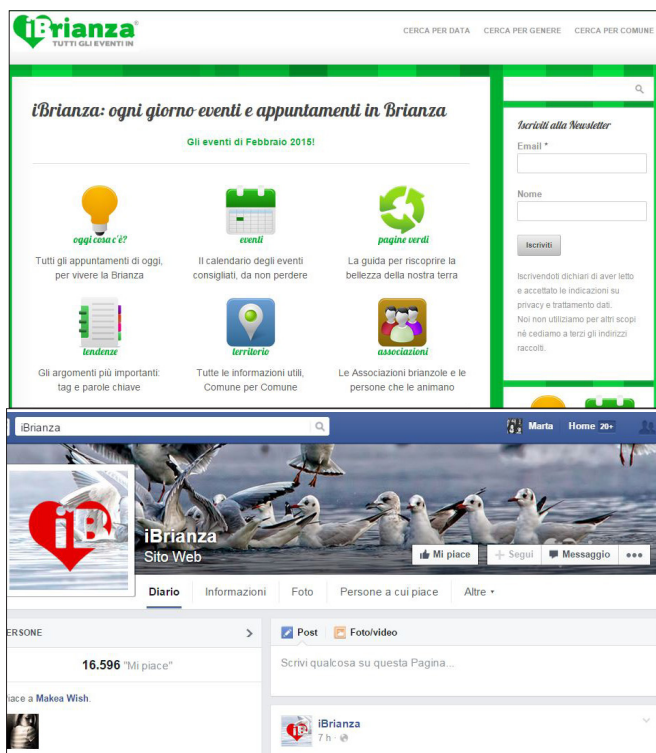 iBrianza®
TUTTI GLI EVENTI IN
CERCA PER DATA CERCA PER GENERE CERCA PER COMUNE
iBrianza: ogni giorno eventi e appuntamenti in Brianza
Gli eventi di Febbraio 2015!
oggi cosa c'è?
Tutti gli appuntamenti di oggi,
per vivere la Brianza
eventi
Il calendario degli eventi
consigliati, da non perdere
pagine verdi
La guida per riscoprire la
bellezza della nostra terra
tendenze
Gli argomenti più importanti:
tag e parole chiave
territorio
Tutte le informazioni utili,
Comune per Comune
associazioni
Le Associazioni brianzole e le
persone che le animano
Iscriviti alla Newsletter
Email *
Nome
Iscriviti
Iscrivendoti dichiari di aver letto
e accettato le indicazioni su
privacy e trattamento dati.
Noi non utiliziamo per altri scopi
nè cediamo a terzi gli indirizzi
raccolti.
iBrianza
Marta Home 20+
iB
iBrianza
Sito Web
Mi piace Segui Messaggio
Diario Informazioni Foto Persone a cui piace Altre
ERSONE
16.596 "Mi piace"
iace a Makea Wish.
Post Foto/video
Scrivi qualcosa su questa Pagina...
iBrianza
7 h